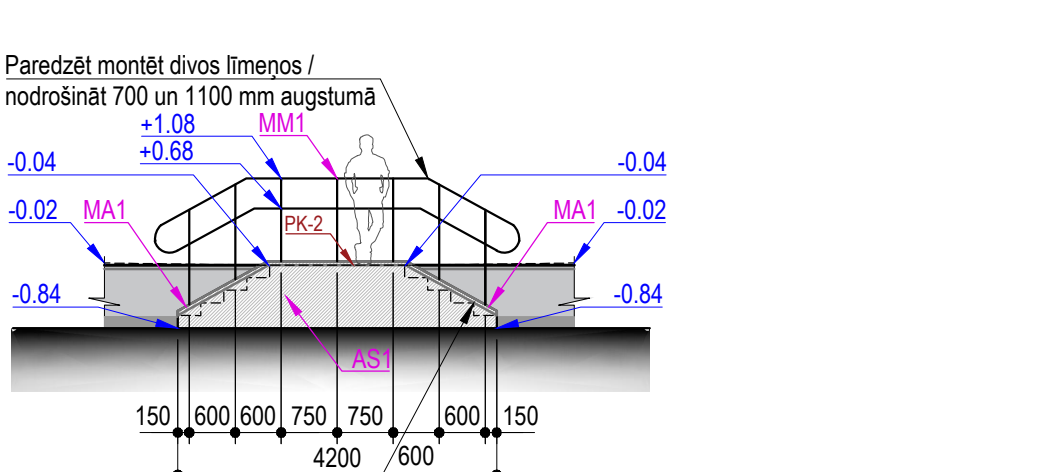 Paredzēt montēt divos līmeņos /
nodrošināt 700 un 1100 mm augstumā
+1.08 MM1
+0.68
-0.04 -0.04
-0.02 MA1 PK-2 MA1 -0.02
-0.84 -0.84
AS1
150 600 600 750 750 600 150
4200 600